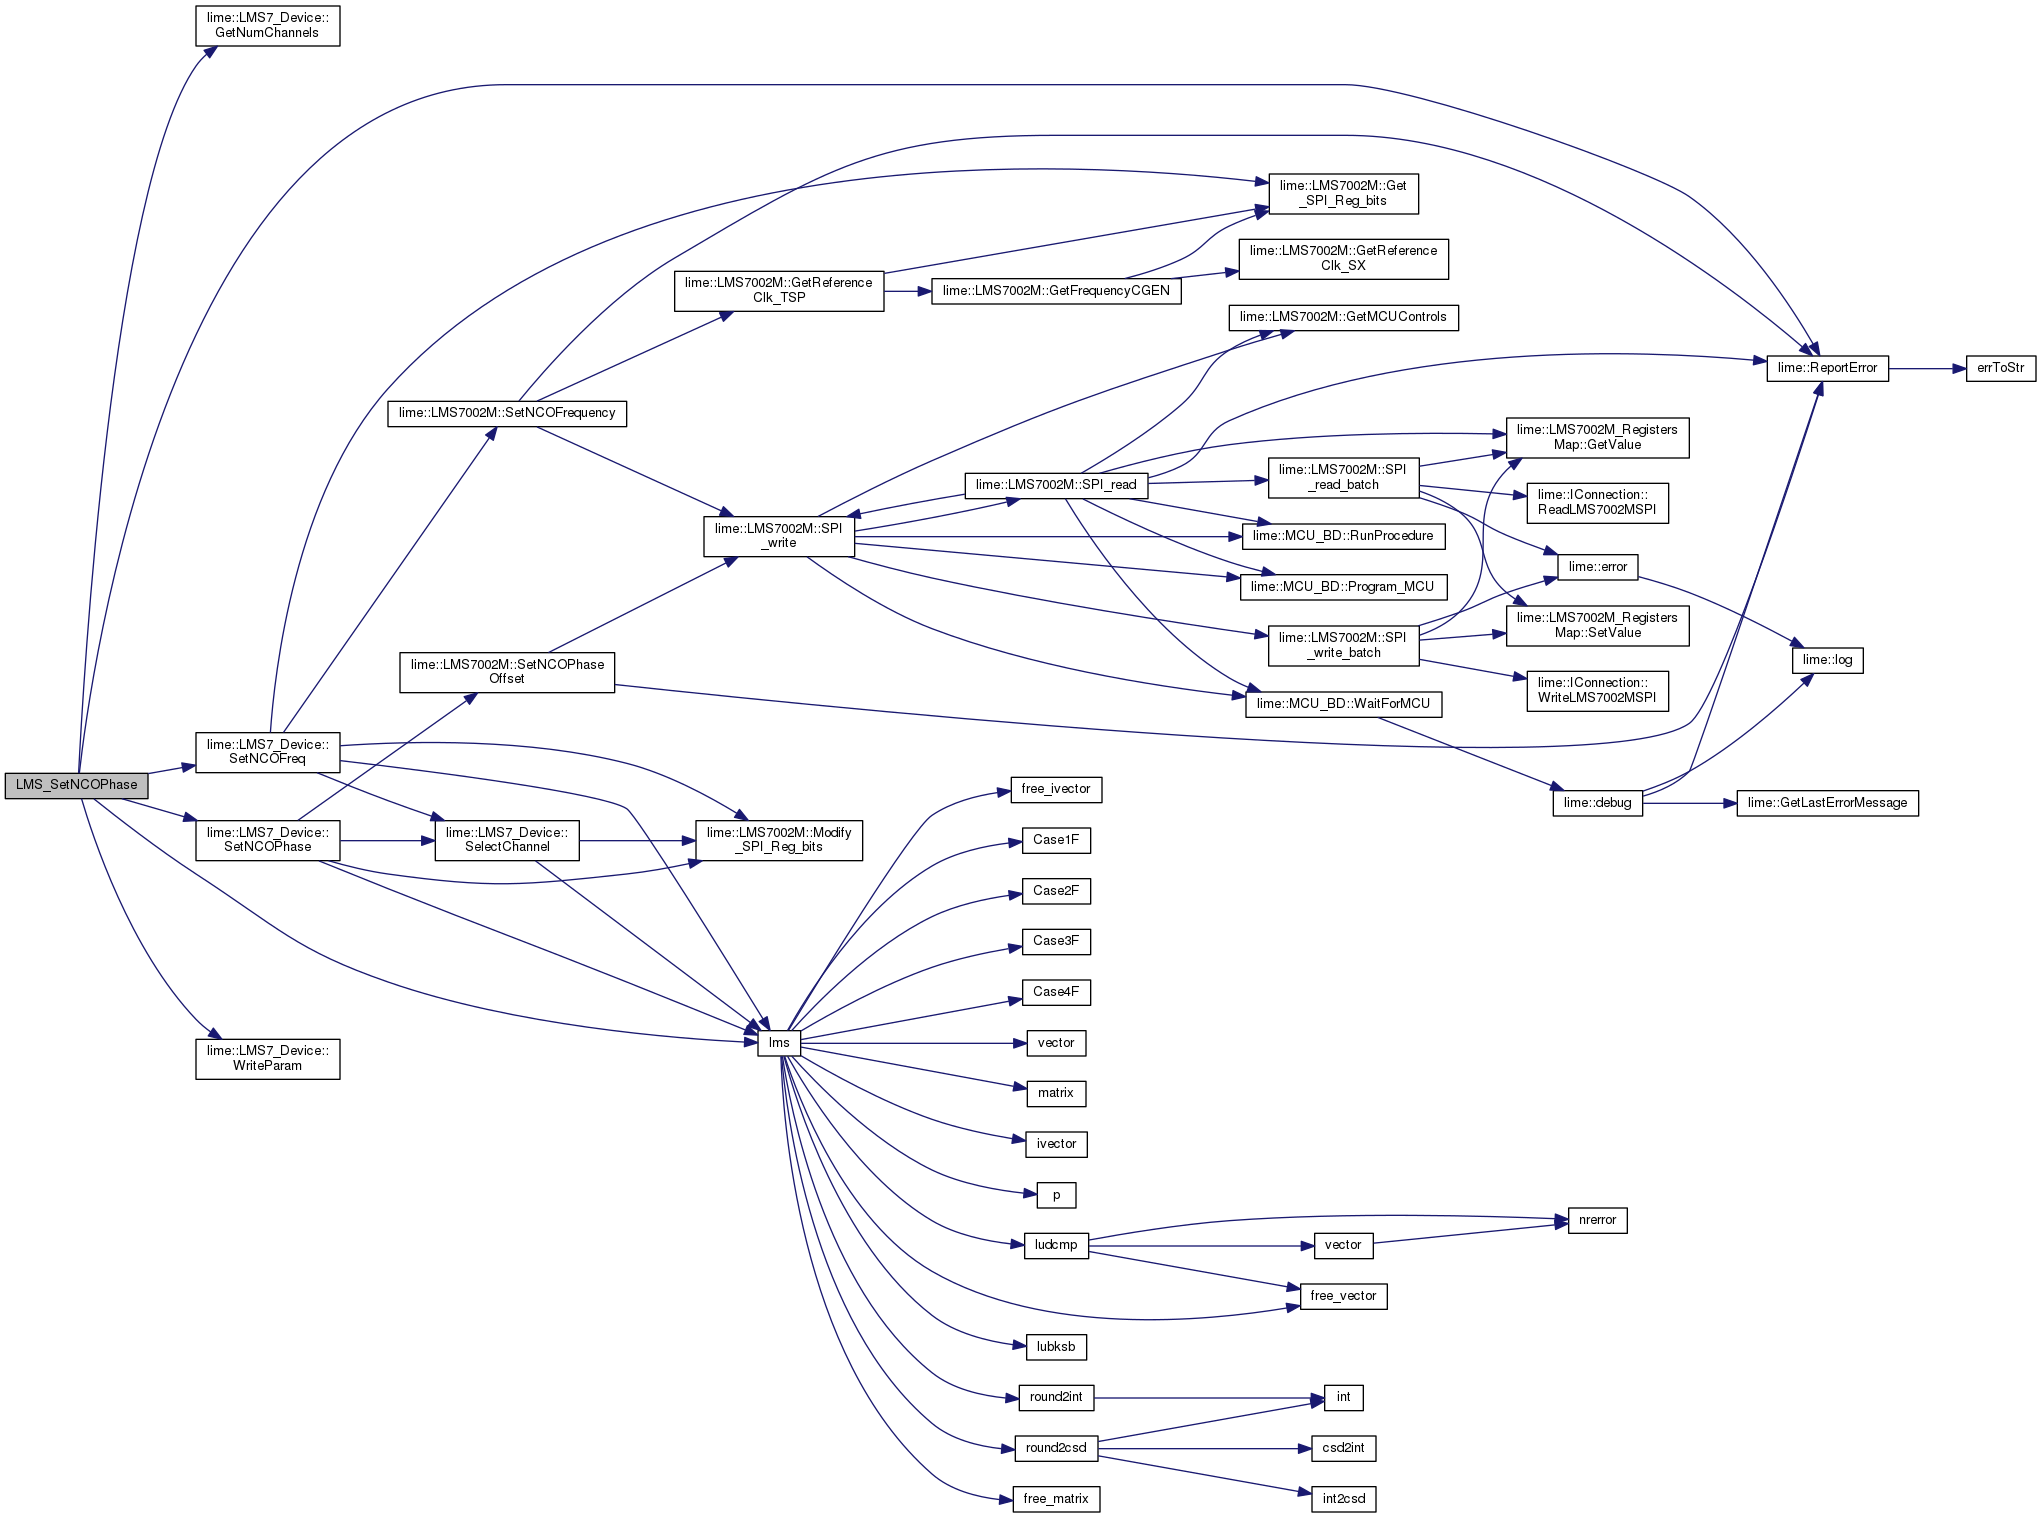 lime::LMS7_Device::
GetNumChannels
lime::LMS7002M::Get
_SPI_Reg_bits
lime::LMS7002M::GetReference
Clk_SX
lime::LMS7002M::GetReference
Clk_TSP
lime::LMS7002M::GetFrequencyCGEN
lime::LMS7002M::GetMCUControls
lime::ReportError
errToStr
lime::LMS7002M::SetNCOFrequency
lime::LMS7002M_Registers
Map::GetValue
lime::LMS7002M::SPI_read
lime::LMS7002M::SPI
_read_batch
lime::IConnection::
ReadLMS7002MSPI
lime::LMS7002M::SPI
_write
lime::MCU_BD::RunProcedure
lime::error
lime::MCU_BD::Program_MCU
lime::LMS7002M_Registers
Map::SetValue
lime::LMS7002M::SPI
_write_batch
lime::log
lime::LMS7002M::SetNCOPhase
Offset
lime::IConnection::
WriteLMS7002MSPI
lime::MCU_BD::WaitForMCU
lime::LMS7_Device::
SetNCOFreq
LMS_SetNCOPhase
free_ivector
lime::debug
lime::GetLastErrorMessage
lime::LMS7_Device::
SetNCOPhase
lime::LMS7_Device::
SelectChannel
lime::LMS7002M::Modify
_SPI_Reg_bits
Case1F
Case2F
Case3F
Case4F
lime::LMS7_Device::
WriteParam
lms
vector
matrix
ivector
p
nrerror
ludcmp
vector
free_vector
lubksb
round2int
int
round2csd
csd2int
free_matrix
int2csd